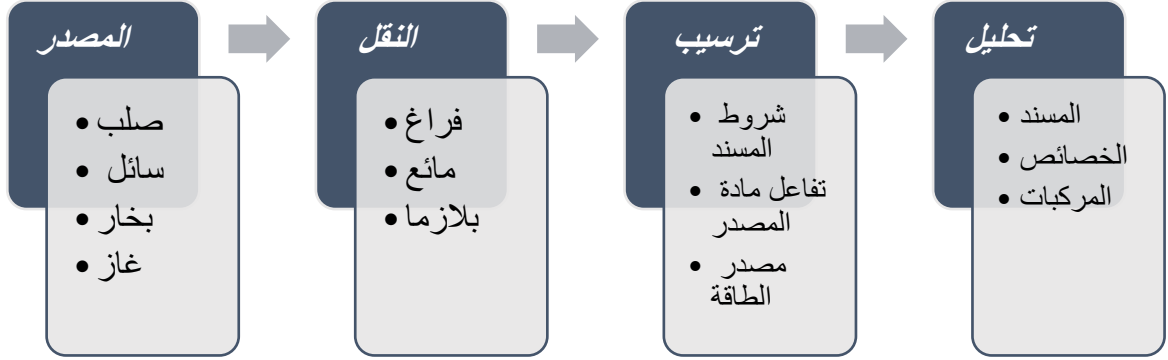 المصدر
• صلب
• سائل
• بخار
• غاز
النقل
• فراغ
• مائع
• بلازما
ترسيب
• شروط
المسند
• تفاعل مادة
المصدر
• مصدر
الطاقة
تحليل
• المسند
• الخصائص
• المركبات